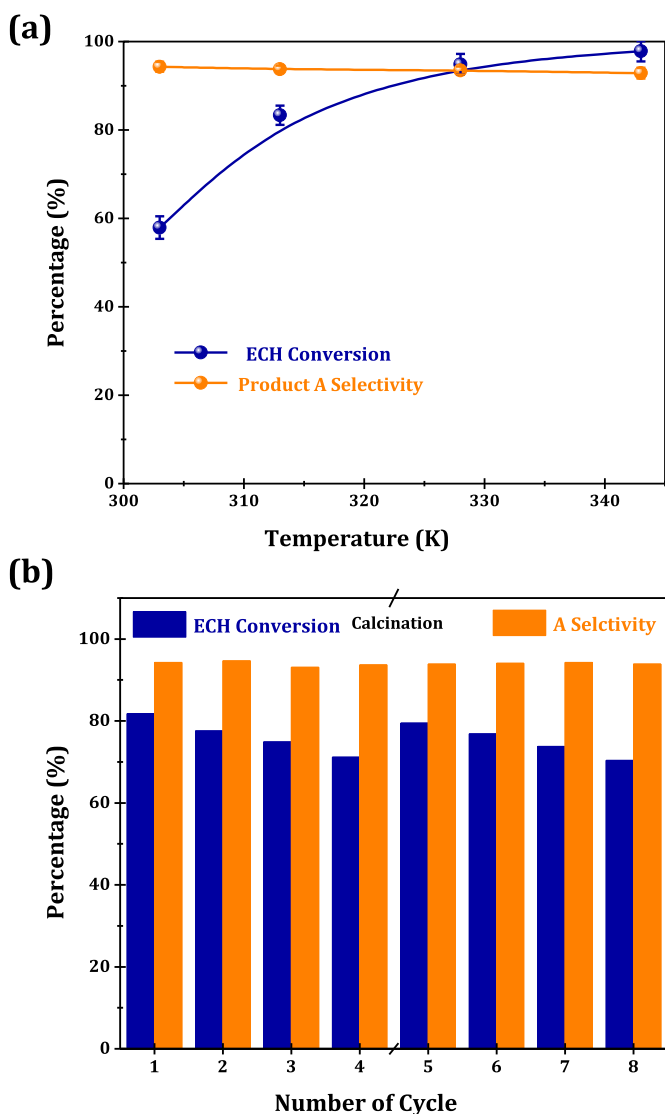 (a)
100
80
60
40
20
0
Percentage (%)
ECH Conversion
Product A Selectivity
300 310 320 330 340
Temperature (K)
(b)
ECH Conversion Calcination A Selctivity
100
80
60
40
20
0
Percentage (%)
1 2 3 4 5 6 7 8
Number of Cycle